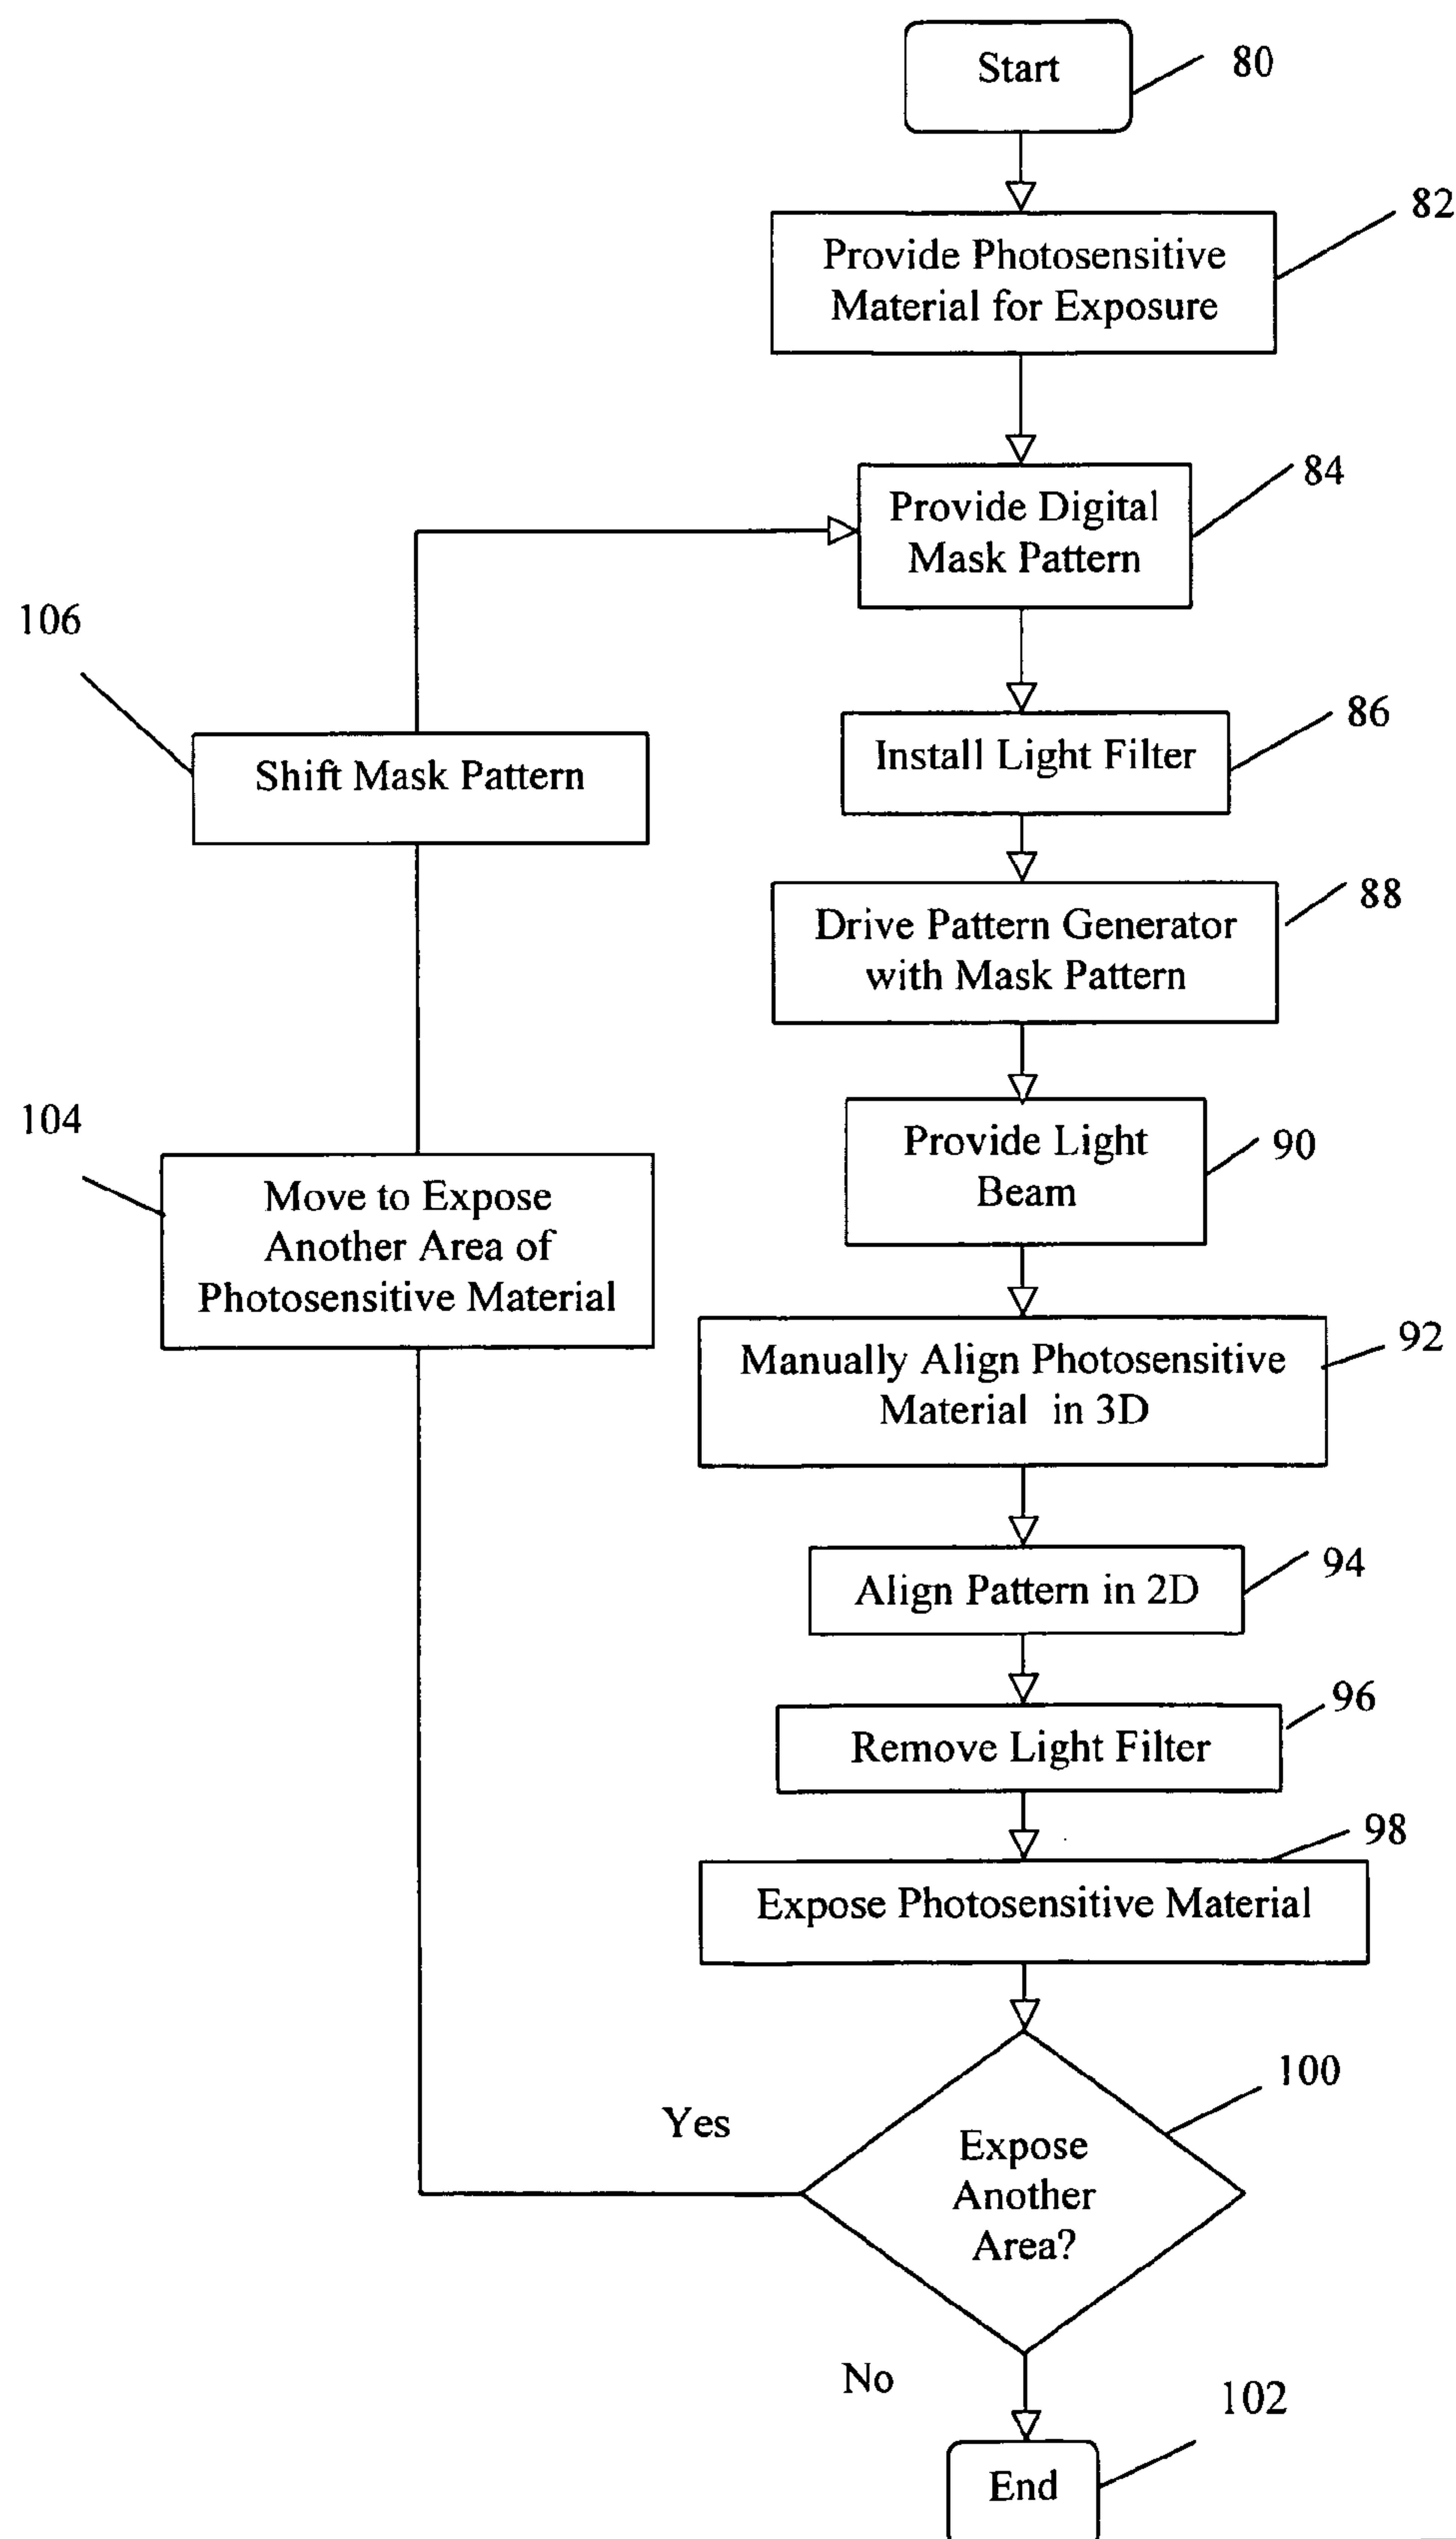 Start
80
Provide Photosensitive
Material for Exposure
82
Provide Digital
Mask Pattern
84
106
Shift Mask Pattern
Install Light Filter
86
Drive Pattern Generator
with Mask Pattern
88
104
Move to Expose
Another Area of
Photosensitive Material
Provide Light
Beam
90
Manually Align Photosensitive
Material in 3D
92
Align Pattern in 2D
94
Remove Light Filter
96
Expose Photosensitive Material
98
Yes
Expose
Another
Area?
100
No
End
102